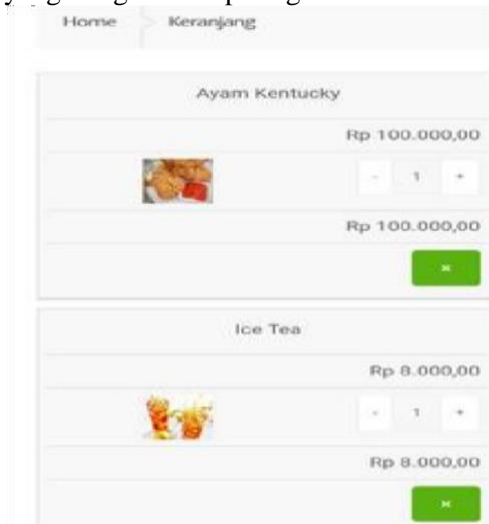 Home Keranjang
Ayam Kentucky
Rp 100.000,00
- 1 +
Rp 100.000,00
×
Ice Tea
Rp 8.000,00
- 1 +
Rp 8.000,00
×